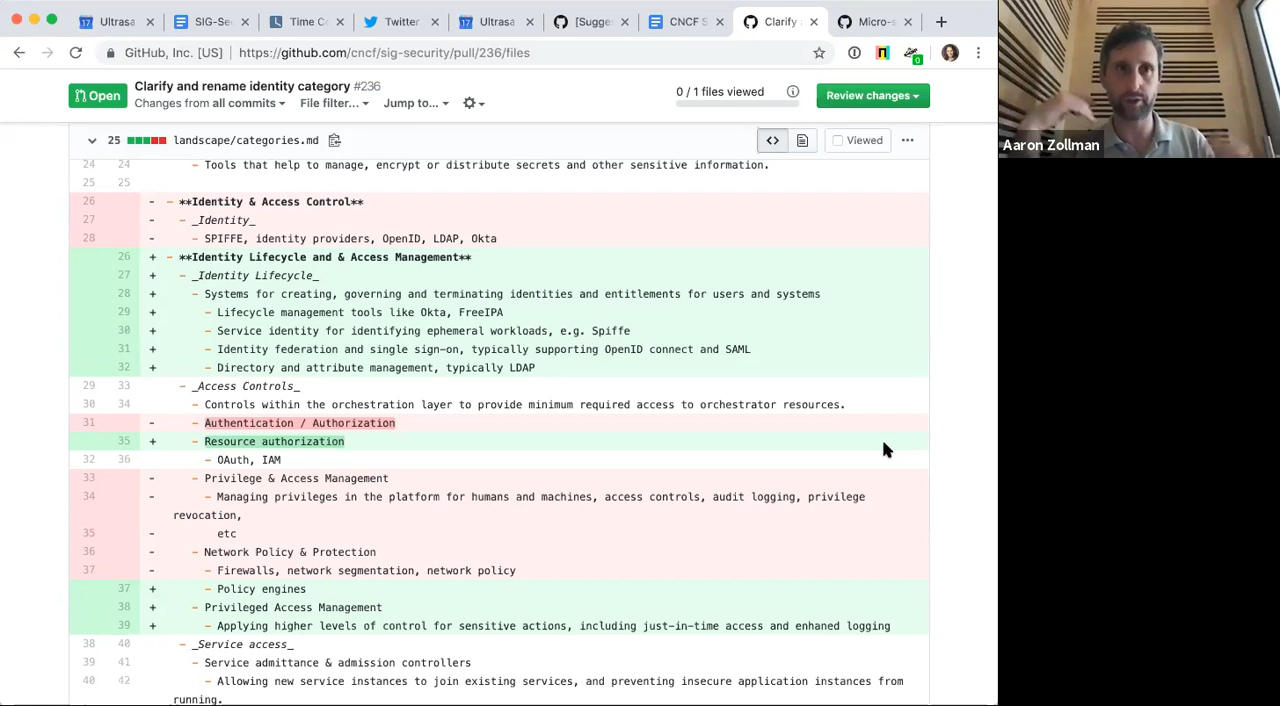 Ultrasa
SIG-Se
Time C
Twitter
Ultrasa
[Sugge
CNCF S
Clarify
Micro-s
GitHub, Inc. [US]
https://github.com/cncf/sig-security/pull/236/files
0
Open
Clarify and rename identity category #236
Changes from all commits
File filter...
Jump to...
0 / 1 files viewed
Review changes
25
landscape/categories.md
Viewed
24 24 - Tools that help to manage, encrypt or distribute secrets and other sensitive information.
25 25
26 - - **Identity & Access Control**
27 - - _Identity_
28 - - SPIFFE, identity providers, OpenID, LDAP, Okta
26 + - **Identity Lifecycle and & Access Management**
27 + - _Identity Lifecycle_
28 + - Systems for creating, governing and terminating identities and entitlements for users and systems
29 + - Lifecycle management tools like Okta, FreeIPA
30 + - Service identity for identifying ephemeral workloads, e.g. Spiffe
31 + - Identity federation and single sign-on, typically supporting OpenID connect and SAML
32 + - Directory and attribute management, typically LDAP
29 33 - _Access Controls_
30 34 - Controls within the orchestration layer to provide minimum required access to orchestrator resources.
31 - - Authentication / Authorization
35 + - Resource authorization
32 36 - OAuth, IAM
33 - - Privilege & Access Management
34 - - Managing privileges in the platform for humans and machines, access controls, audit logging, privilege
revocation,
35 - etc
36 - - Network Policy & Protection
37 - - Firewalls, network segmentation, network policy
37 + - Policy engines
38 + - Privileged Access Management
39 + - Applying higher levels of control for sensitive actions, including just-in-time access and enhaned logging
38 40 - _Service access_
39 41 - Service admittance & admission controllers
40 42 - Allowing new service instances to join existing services, and preventing insecure application instances from
running.
Aaron Zollman